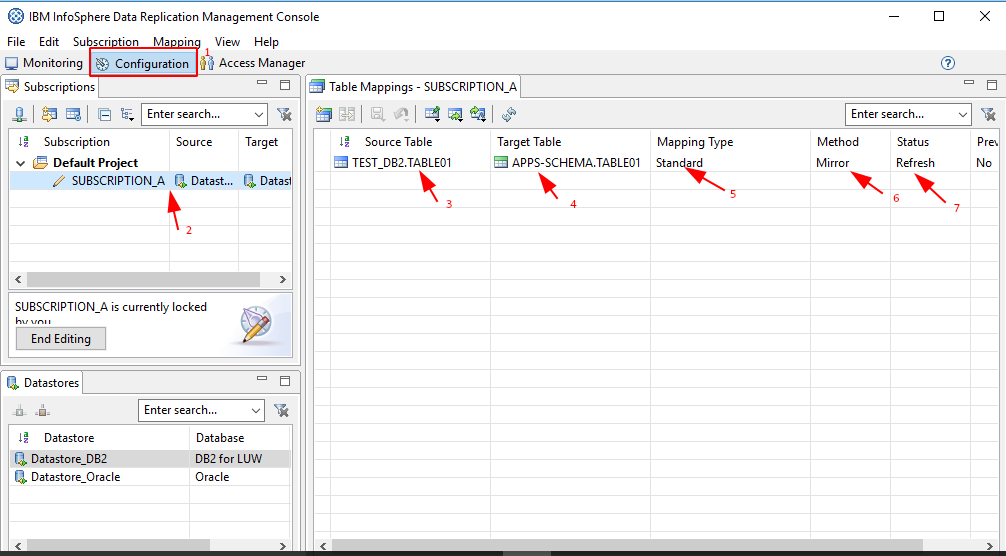 IBM InfoSphere Data Replication Management Console
File Edit Subscription Mapping View Help
Monitoring Configuration 1 Access Manager
Subscriptions
Enter search...
Subscription Source Target
Default Project
SUBSCRIPTION_A Datast... Datast
2
SUBSCRIPTION_A is currently locked
by you
End Editing
Datastores
Enter search...
Datastore Database
Datastore_DB2 DB2 for LUW
Datastore_Oracle Oracle
Table Mappings - SUBSCRIPTION_A
Enter search...
Source Table Target Table Mapping Type Method Status Prev
TEST_DB2.TABLE01 APPS-SCHEMA.TABLE01 Standard Mirror Refresh No
3 4 5 6 7